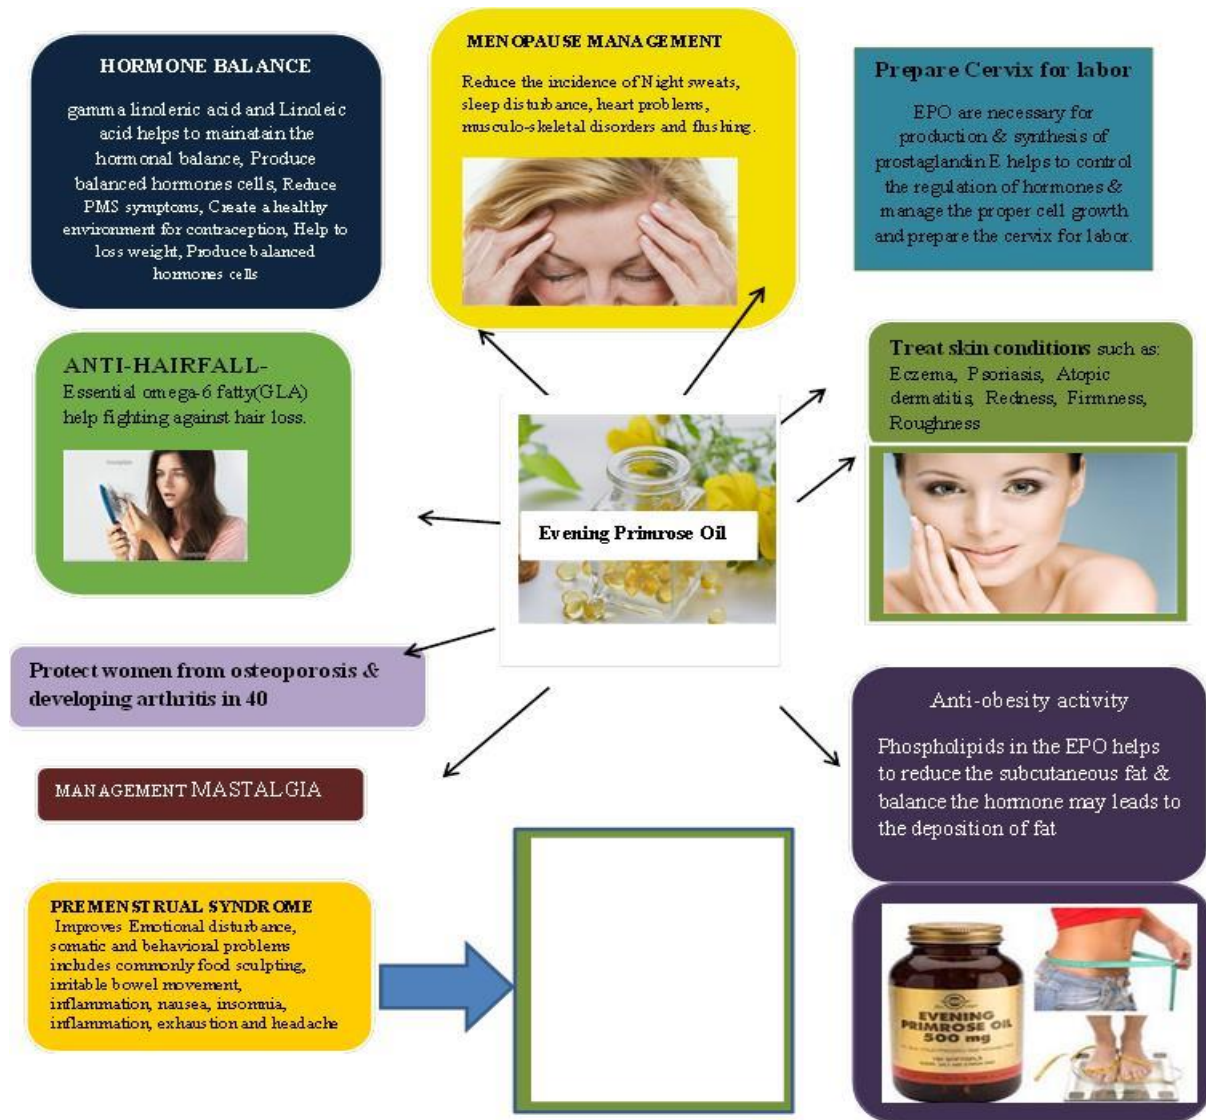 HORMONE BALANCE
gamma linolenic acid and Linoleic
acid helps to mainatain the
hormonal balance, Produce
balanced hormones cells, Reduce
PMS symptoms, Create a healthy
environment for contraception, Help to
loss weight, Produce balanced
hormones cells
MENOPAUSE MANAGEMENT
Reduce the incidence of Night sweats,
sleep disturbance, heart problems,
musculo-skeletal disorders and flushing.
Prepare Cervix for labor
EPO are necessary for
production & synthesis of
prostaglandin E helps to control
the regulation of hormones &
manage the proper cell growth
and prepare the cervix for labor.
ANTI-HAIRFALL-
Essential omega-6 fatty(GLA)
help fighting against hair loss.
Evening Primrose Oil
Treat skin conditions such as:
Eczema, Psoriasis, Atopic
dermatitis, Redness, Firmness,
Roughness
Protect women from osteoporosis &
developing arthritis in 40
MANAGEMENT MASTALGIA
Anti-obesity activity
Phospholipids in the EPO helps
to reduce the subcutaneous fat &
balance the hormone may leads to
the deposition of fat
PREMENSTRUAL SYNDROME
Improves Emotional disturbance,
somatic and behavioral problems
includes commonly food sculpting,
irritable bowel movement,
inflammation, nausea, insomnia,
inflammation, exhaustion and headache
EVENING
PRIMROSE OIL
500 mg